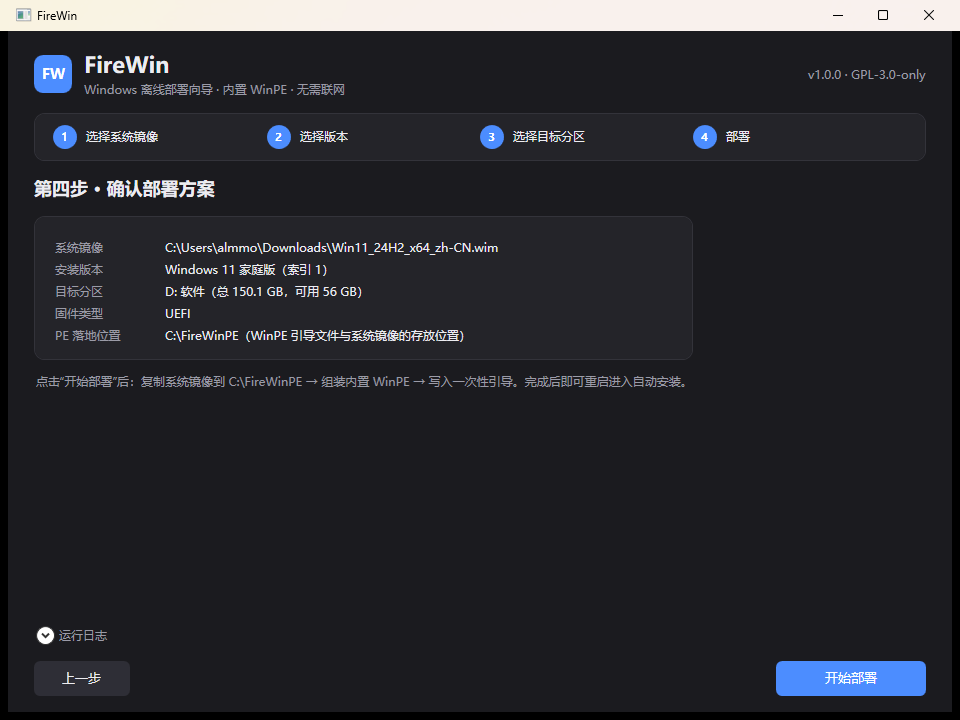 FireWin
FW
FireWin
Windows 离线部署向导 · 内置 WinPE · 无需联网
v1.0.0 · GPL-3.0-only
1 选择系统镜像 2 选择版本 3 选择目标分区 4 部署
第四步 · 确认部署方案
系统镜像 C:\Users\almmo\Downloads\Win11_24H2_x64_zh-CN.wim
安装版本 Windows 11 家庭版（索引 1）
目标分区 D: 软件（总 150.1 GB，可用 56 GB）
固件类型 UEFI
PE 落地位置 C:\FireWinPE（WinPE 引导文件与系统镜像的存放位置）
点击“开始部署”后：复制系统镜像到 C:\FireWinPE → 组装内置 WinPE → 写入一次性引导。完成后即可重启进入自动安装。
运行日志
上一步 开始部署